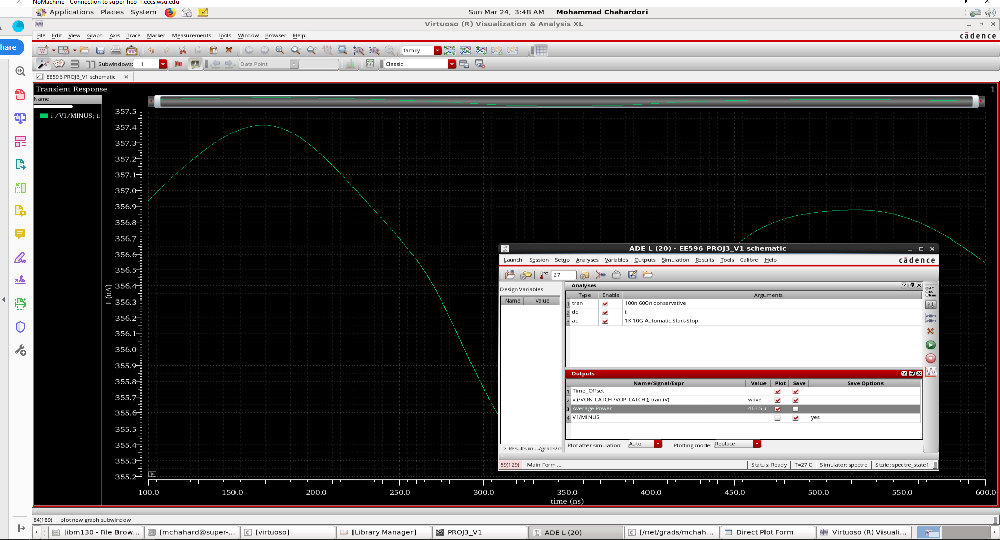 NoMachine - Connection to super-heo-1.eecs.wsu.edu
Applications Places System Sun Mar 24, 3:48 AM Mohammad Chahardori
Virtuoso (R) Visualization & Analysis XL
File Edit View Graph Axis Trace Marker Measurements Tools Window Browser Help cādence
hare
family
Subwindows: 1 Data Point Classic
EE596 PROJ3_V1 schematic
Transient Response 1
Name
i /V1/MINUS; tr
357.5
357.4
357.3
357.2
357.1
357.0
356.9
356.8
356.7
356.6
356.5
356.4
356.3
356.2
356.1
356.0
355.9
355.8
355.7
355.6
355.5
355.4
355.3
355.2
I (uA)
100.0 150.0 200.0 250.0 300.0 350.0 400.0 450.0 500.0 550.0 600.0
time (ns)
ADE L (20) - EE596 PROJ3_V1 schematic
Launch Session Setup Analyses Variables Outputs Simulation Results Tools Calibre Help cādence
°C 27
Design Variables
Name Value
Analyses
Type Enable Arguments
1 tran 100n 600n conservative
2 dc t
3 ac 1K 10G Automatic Start-Stop
AC
DC
Trans
Outputs
Name/Signal/Expr Value Plot Save Save Options
1 Time_Offset
2 v (/VON_LATCH /VOP_LATCH); tran (V) wave
3 Average Power 463.5u
4 V1/MINUS yes
> Results in .../grads/m
Plot after simulation: Auto Plotting mode: Replace
59(129) Main Form ... Status: Ready T=27 C Simulator: spectre State: spectre_state1
84(189) plot new graph subwindow
[ibm130 - File Brow... [mchahard@super-... [virtuoso] [Library Manager] PROJ3_V1 ADE L (20) [/net/grads/mchah... Direct Plot Form Virtuoso (R) Visuali...